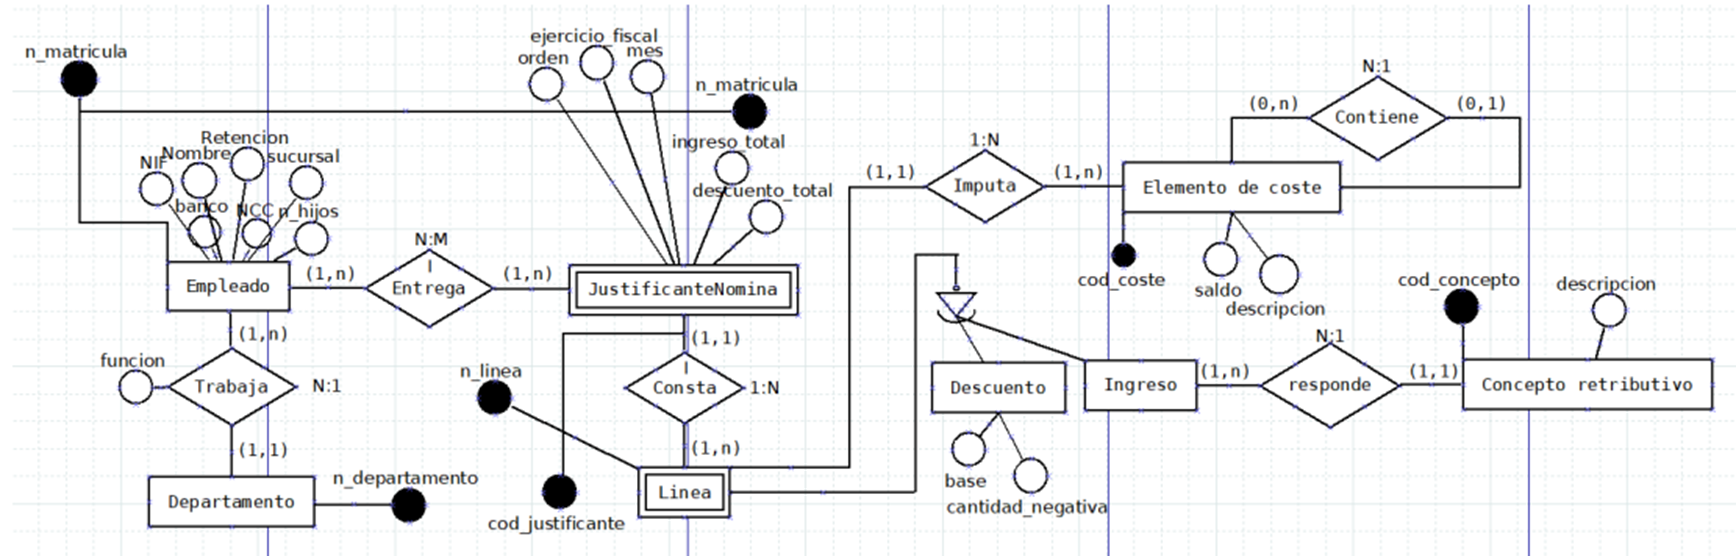 n_matricula
ejercicio_fiscal
orden
mes
n_matricula
ingreso_total
descuento_total
Retencion
NIF
Nombre
sucursal
banco
NCC
n_hijos
Empleado
(1,n)
N:M
I
Entrega
(1,n)
JustificanteNomina
(1,n)
funcion
Trabaja
N:1
(1,1)
Departamento
n_departamento
(1,1)
n_linea
I
Consta
1:N
(1,n)
Linea
cod_justificante
(1,1)
1:N
Imputa
(1,n)
Elemento de coste
N:1
(0,n)
Contiene
(0,1)
cod_coste
saldo
descripcion
Descuento
base
cantidad_negativa
Ingreso
(1,n)
N:1
responde
(1,1)
cod_concepto
descripcion
Concepto retributivo